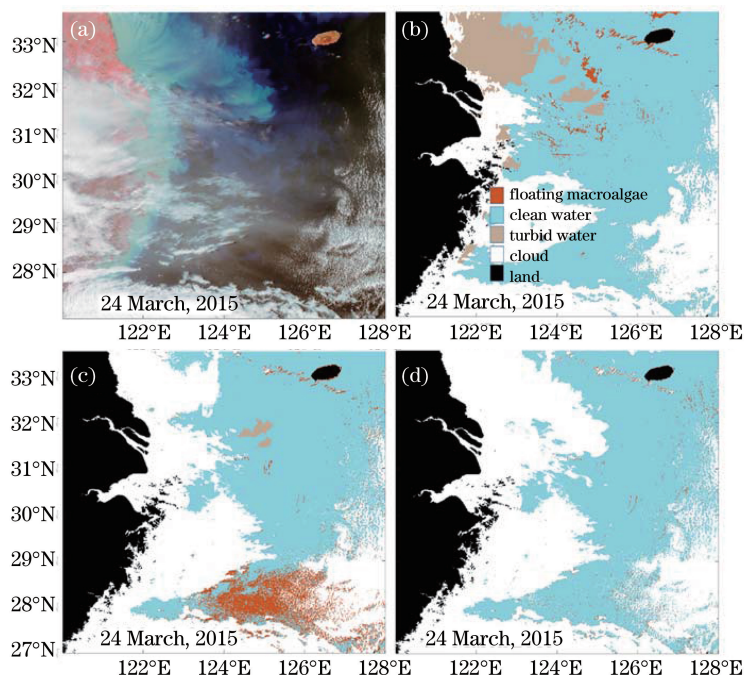 (a)
(b)
33°N
32°N
31°N
30°N
29°N
28°N
floating macroalgae
clean water
turbid water
cloud
land
24 March, 2015
24 March, 2015
122°E 124°E 126°E 128°E
122°E 124°E 126°E 128°E
(c)
(d)
33°N
32°N
31°N
30°N
29°N
28°N
27°N
24 March, 2015
24 March, 2015
122°E 124°E 126°E 128°E
122°E 124°E 126°E 128°E